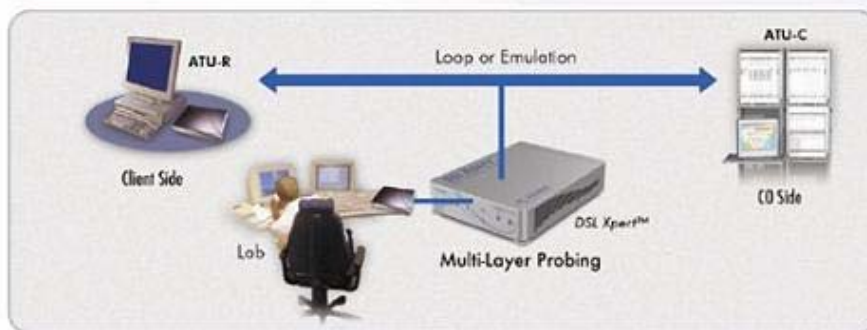 ATU-R
Client Side
Loop or Emulation
ATU-C
CO Side
Lab
DSL Xpert™
Multi-Layer Probing